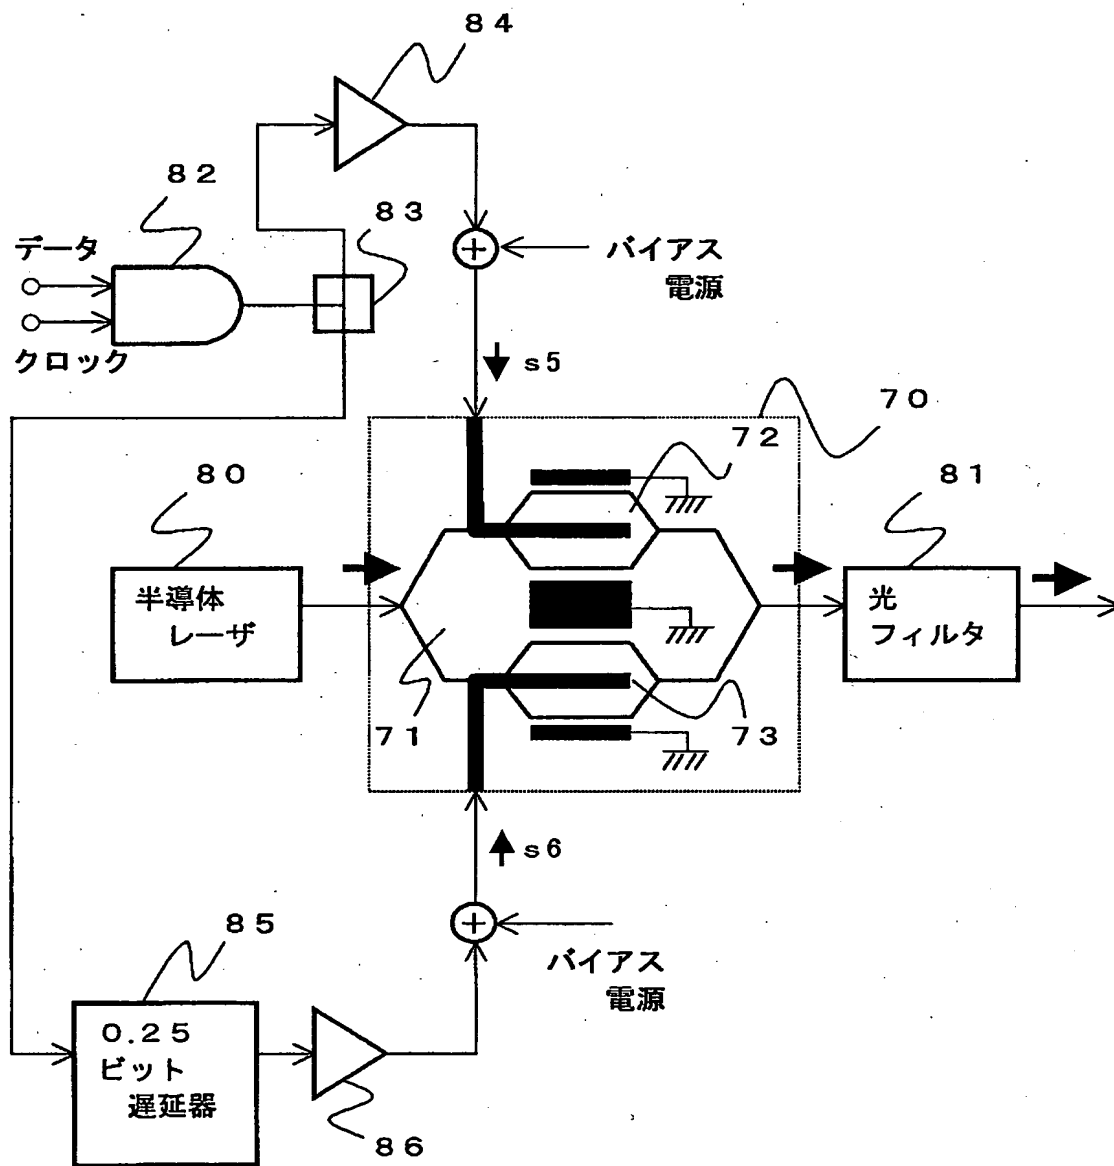 ８４
８２
８３
データ
クロック
バイアス
電源
s5
７０
７２
８０
８１
半導体
レーザ
光
フィルタ
７１
７３
s6
８５
バイアス
電源
０.２５
ビット
遅延器
８６